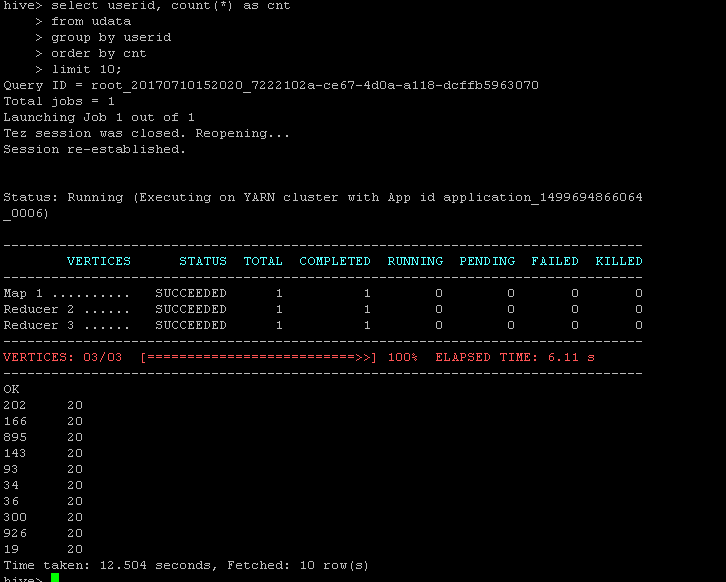 hive> select userid, count(*) as cnt
    > from udata
    > group by userid
    > order by cnt
    > limit 10;
Query ID = root_20170710152020_7222102a-ce67-4d0a-a118-dcffb5963070
Total jobs = 1
Launching Job 1 out of 1
Tez session was closed. Reopening...
Session re-established.
Status: Running (Executing on YARN cluster with App id application_1499694866064
_0006)
--------------------------------------------------------------------------------
        VERTICES      STATUS  TOTAL  COMPLETED  RUNNING  PENDING  FAILED  KILLED
--------------------------------------------------------------------------------
Map 1 ..........   SUCCEEDED      1          1        0        0       0       0
Reducer 2 ......   SUCCEEDED      1          1        0        0       0       0
Reducer 3 ......   SUCCEEDED      1          1        0        0       0       0
--------------------------------------------------------------------------------
VERTICES: 03/03  [==========================>>] 100%  ELAPSED TIME: 6.11 s
--------------------------------------------------------------------------------
OK
202     20
166     20
895     20
143     20
93      20
34      20
36      20
300     20
926     20
19      20
Time taken: 12.504 seconds, Fetched: 10 row(s)
hive>